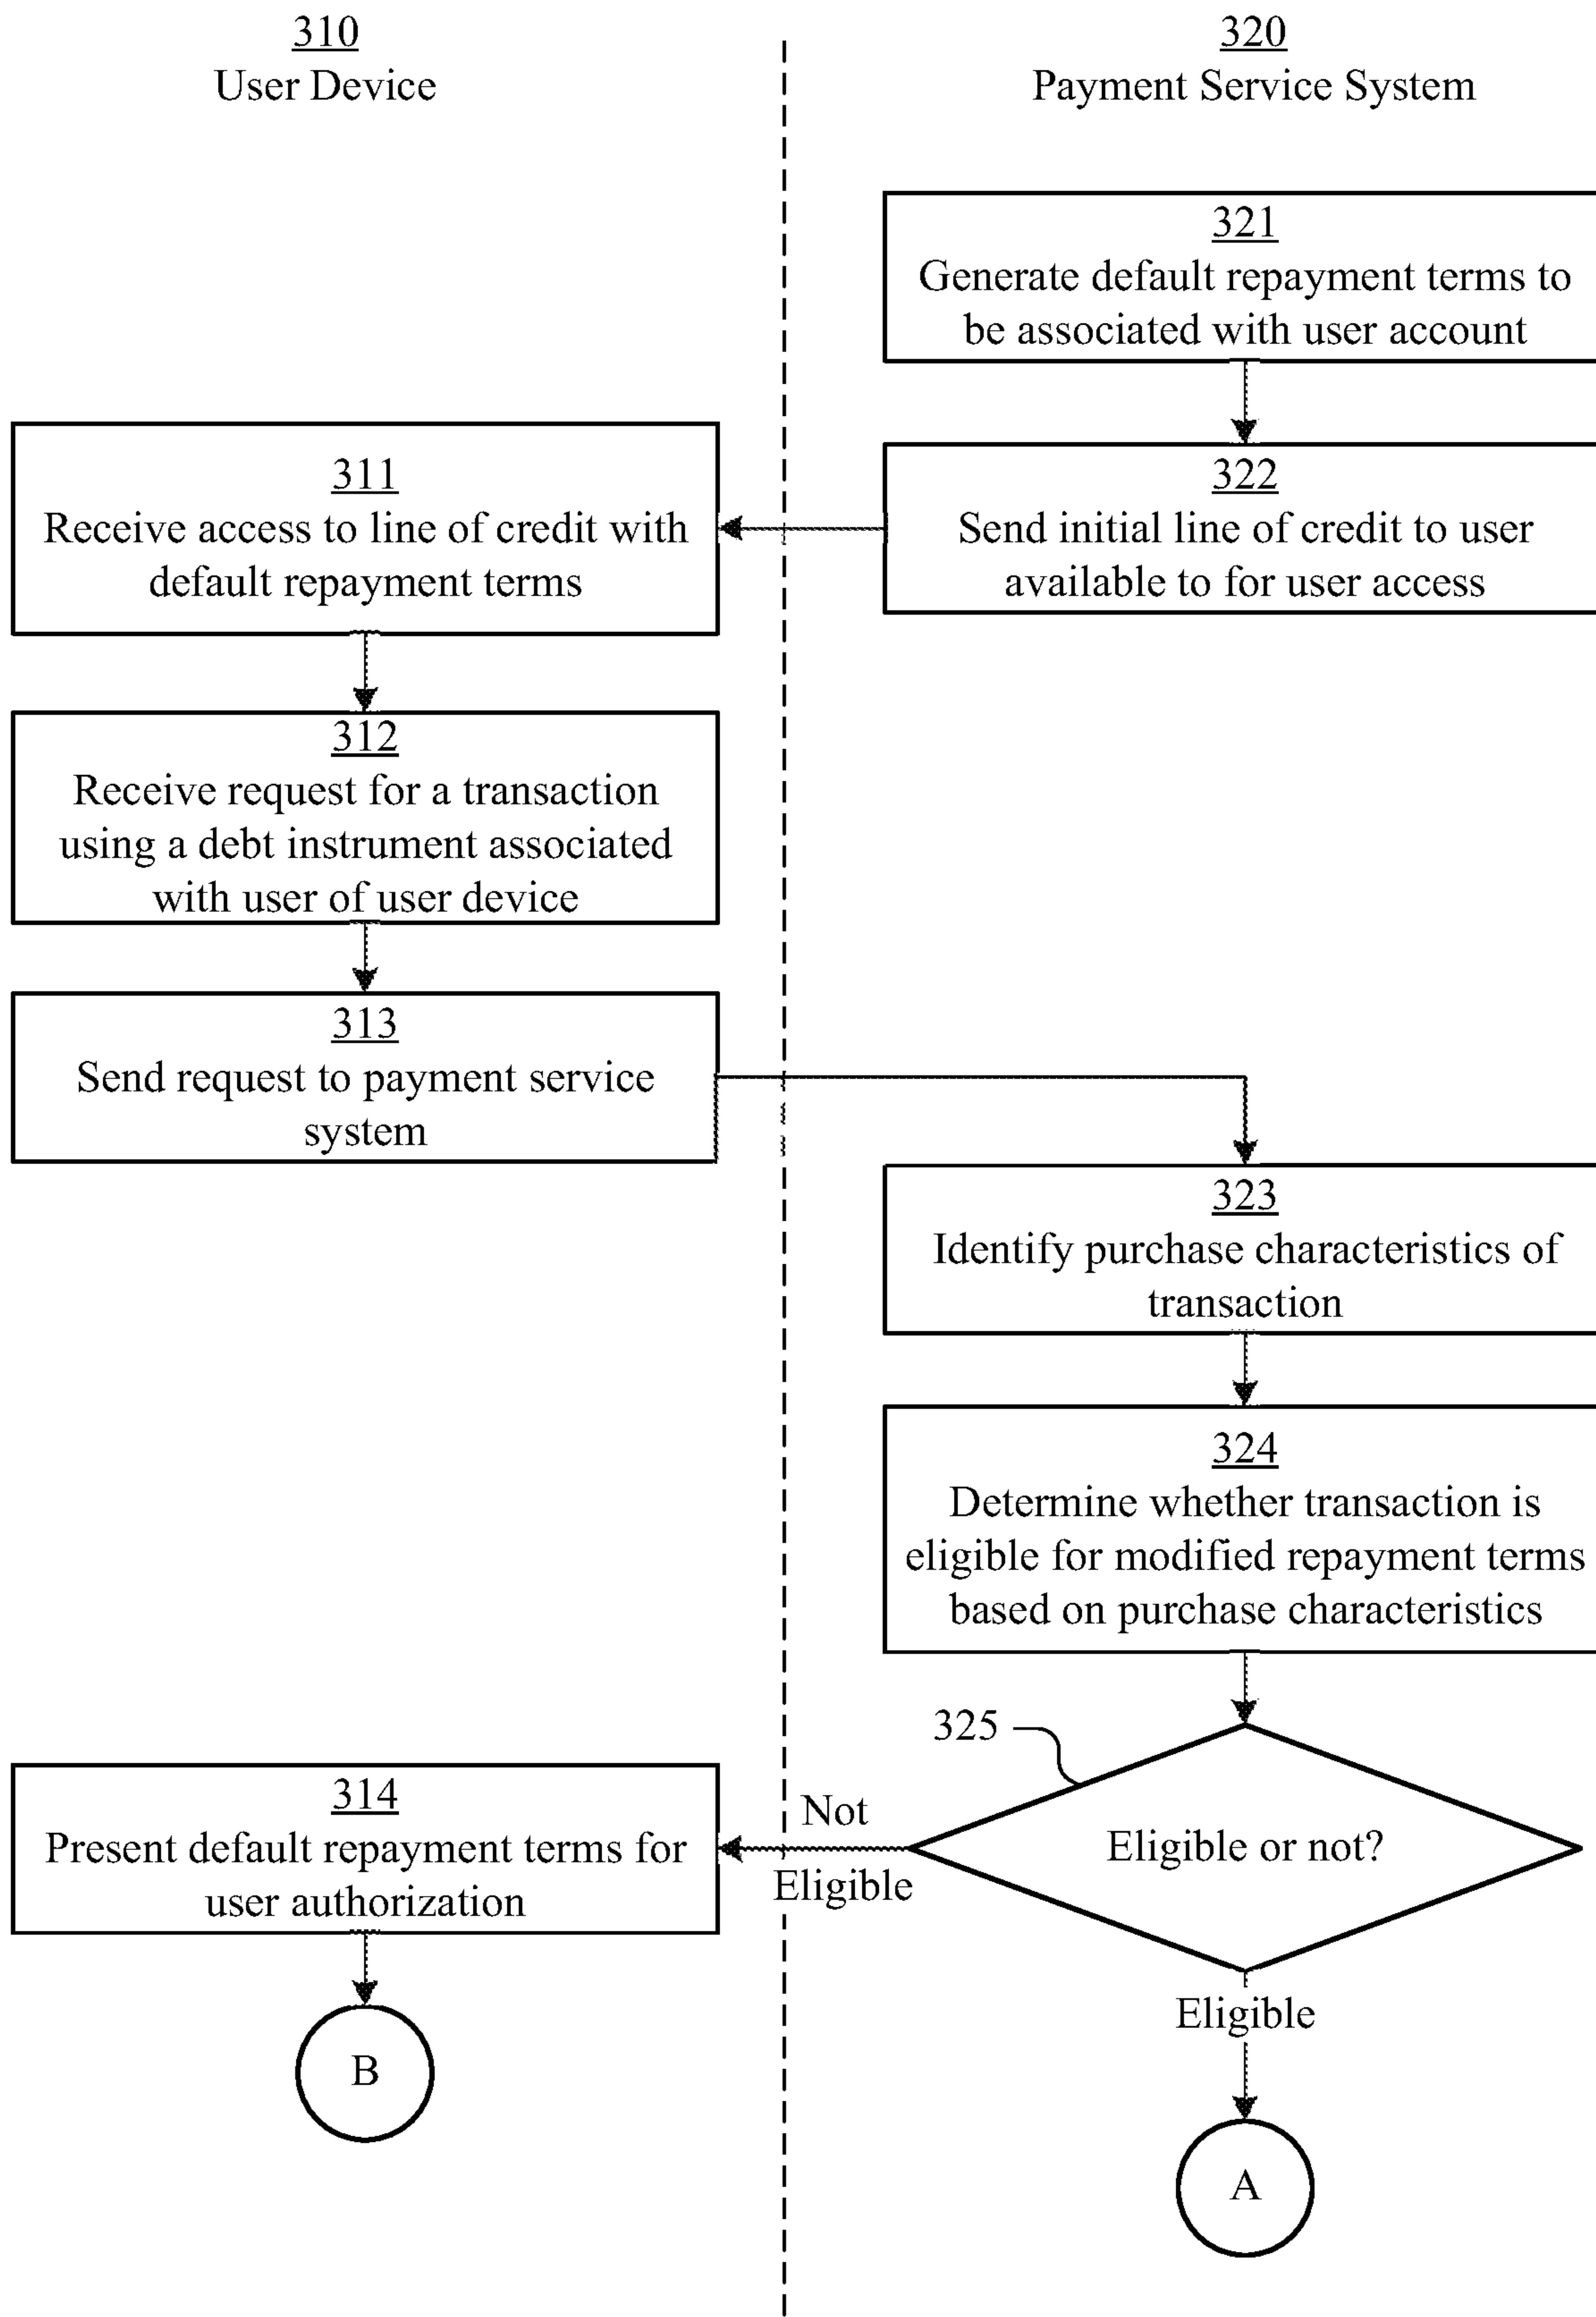 310
User Device
320
Payment Service System
321
Generate default repayment terms to
be associated with user account
311
Receive access to line of credit with
default repayment terms
322
Send initial line of credit to user
available to for user access
312
Receive request for a transaction
using a debt instrument associated
with user of user device
313
Send request to payment service
system
323
Identify purchase characteristics of
transaction
324
Determine whether transaction is
eligible for modified repayment terms
based on purchase characteristics
325
Eligible or not?
Not
Eligible
314
Present default repayment terms for
user authorization
Eligible
B
A